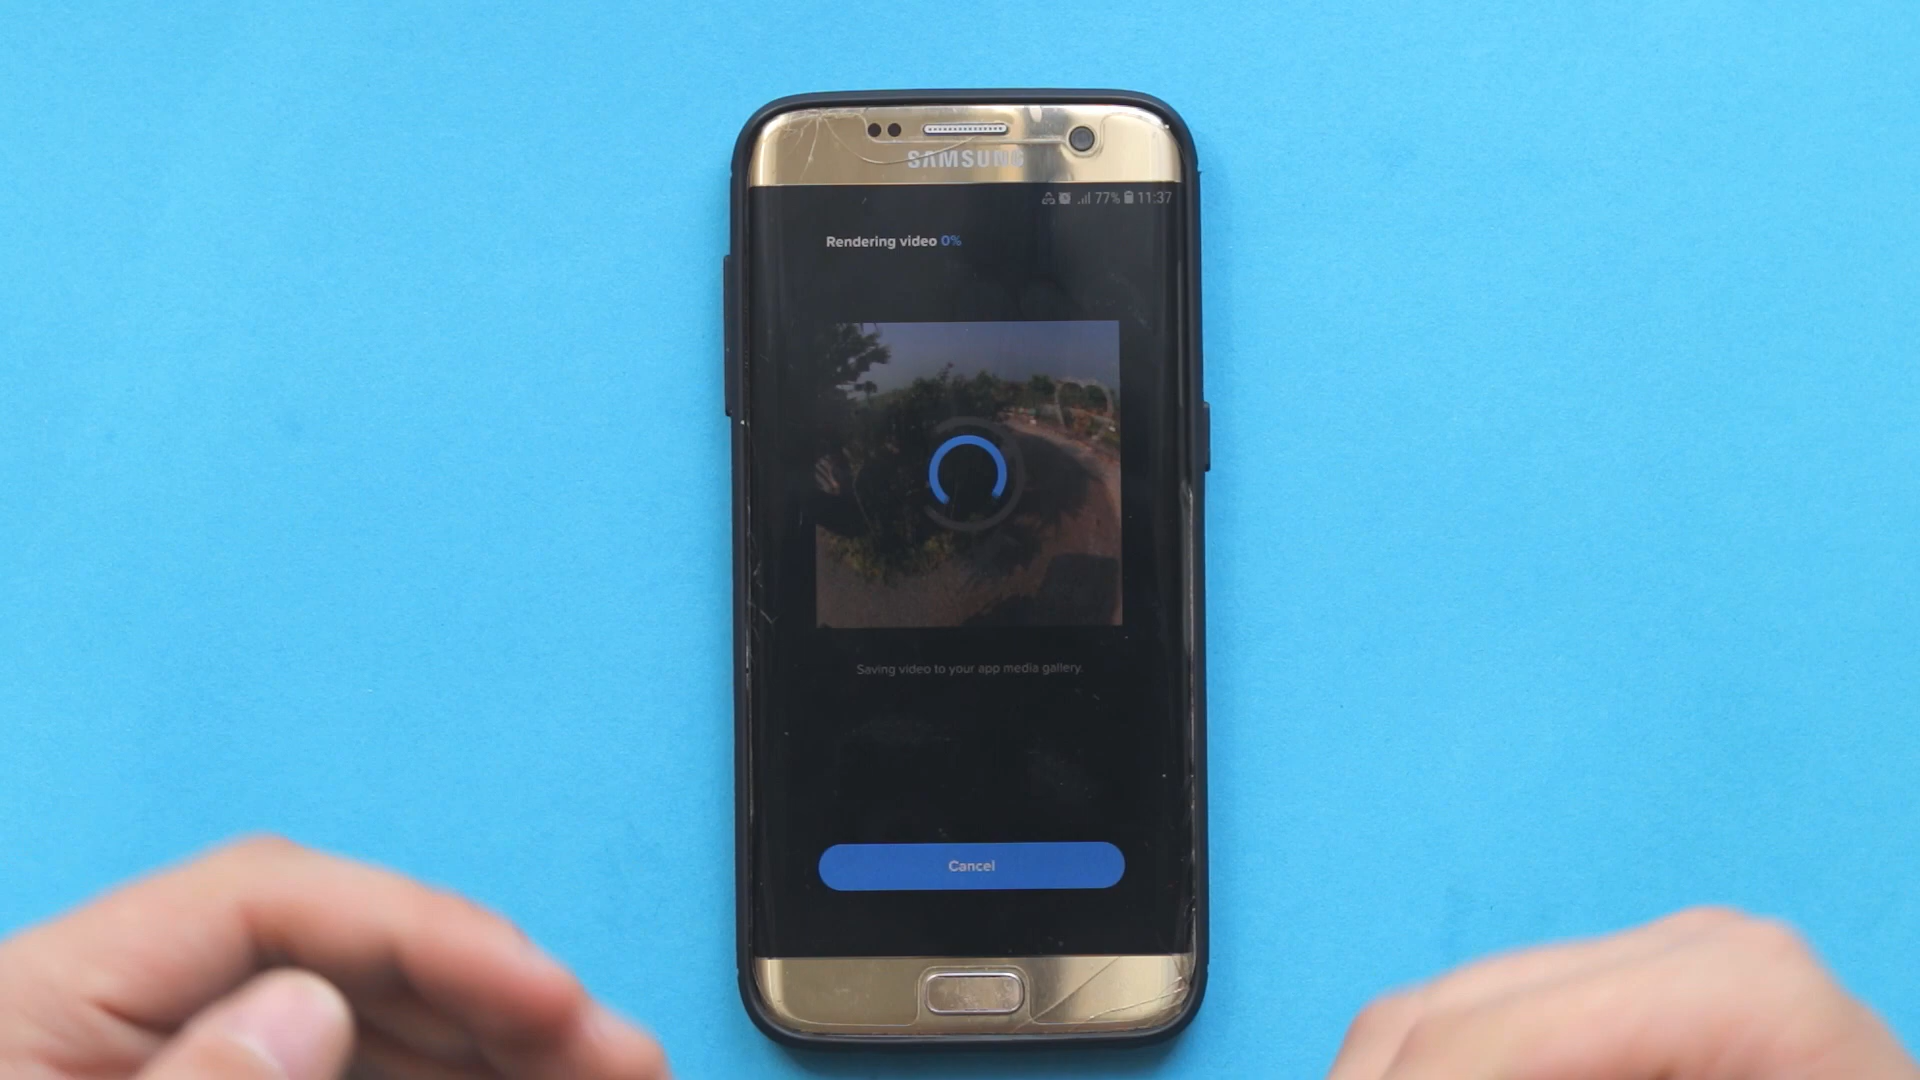 SAMSUNG
77% 11:37
Rendering video 0%
Saving video to your app media gallery.
Cancel